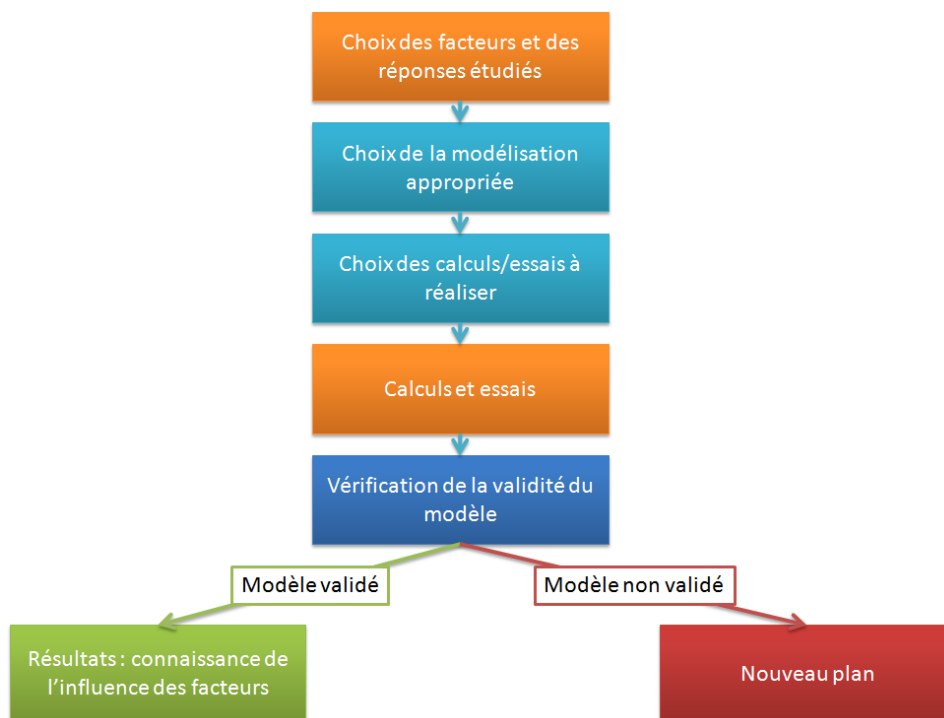 Choix des facteurs et des
réponses étudiés
Choix de la modélisation
appropriée
Choix des calculs/essais à
réaliser
Calculs et essais
Vérification de la validité du
modèle
Modèle validé
Modèle non validé
Résultats : connaissance de
l'influence des facteurs
Nouveau plan